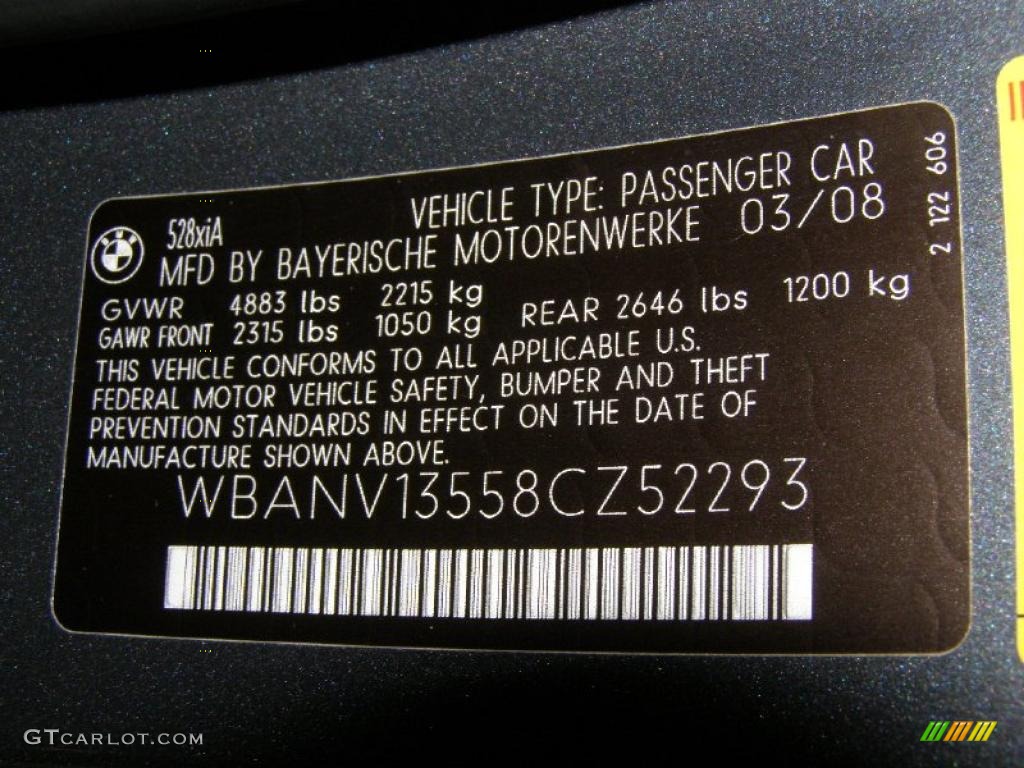 528xiA VEHICLE TYPE: PASSENGER CAR
MFD BY BAYERISCHE MOTORENWERKE 03/08
GVWR 4883 lbs 2215 kg
GAWR FRONT 2315 lbs 1050 kg REAR 2646 lbs 1200 kg
THIS VEHICLE CONFORMS TO ALL APPLICABLE U.S.
FEDERAL MOTOR VEHICLE SAFETY, BUMPER AND THEFT
PREVENTION STANDARDS IN EFFECT ON THE DATE OF
MANUFACTURE SHOWN ABOVE.
WBANV13558CZ52293
2 122 606
GTCARLOT.COM